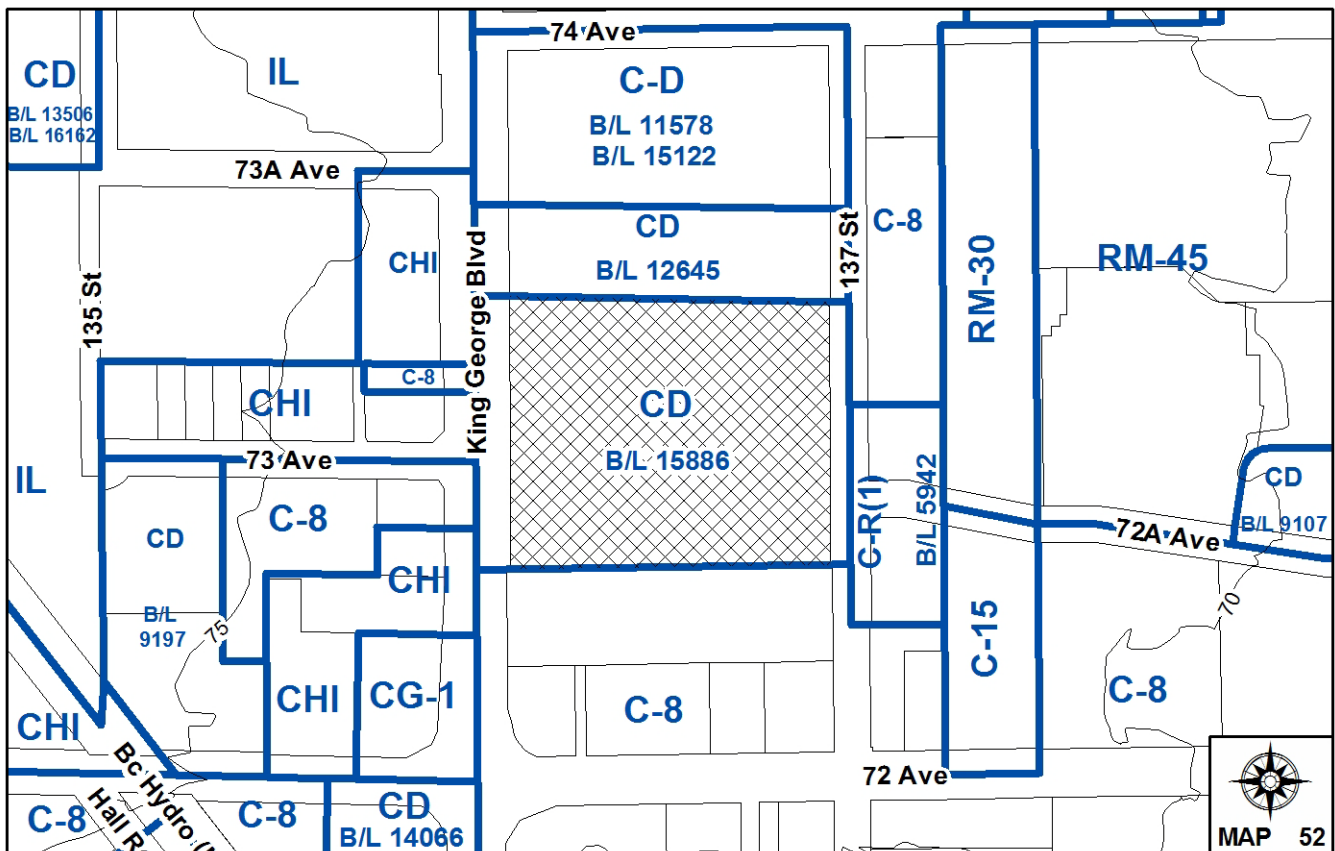 74 Ave
CD
B/L 13506
B/L 16162
IL
C-D
B/L 11578
B/L 15122
73A Ave
CHI
King George Blvd
CD
B/L 12645
137 St
C-8
RM-30
RM-45
135 St
C-8
CHI
CD
B/L 15886
73 Ave
IL
CD
B/L
9197
C-8
CHI
C-R(1)
B/L 5942
72A Ave
CD
B/L 9107
75
70
CHI
CG-1
C-8
C-15
C-8
CHI
72 Ave
Bc Hydro
Hall
C-8
C-8
CD
B/L 14066
MAP 52